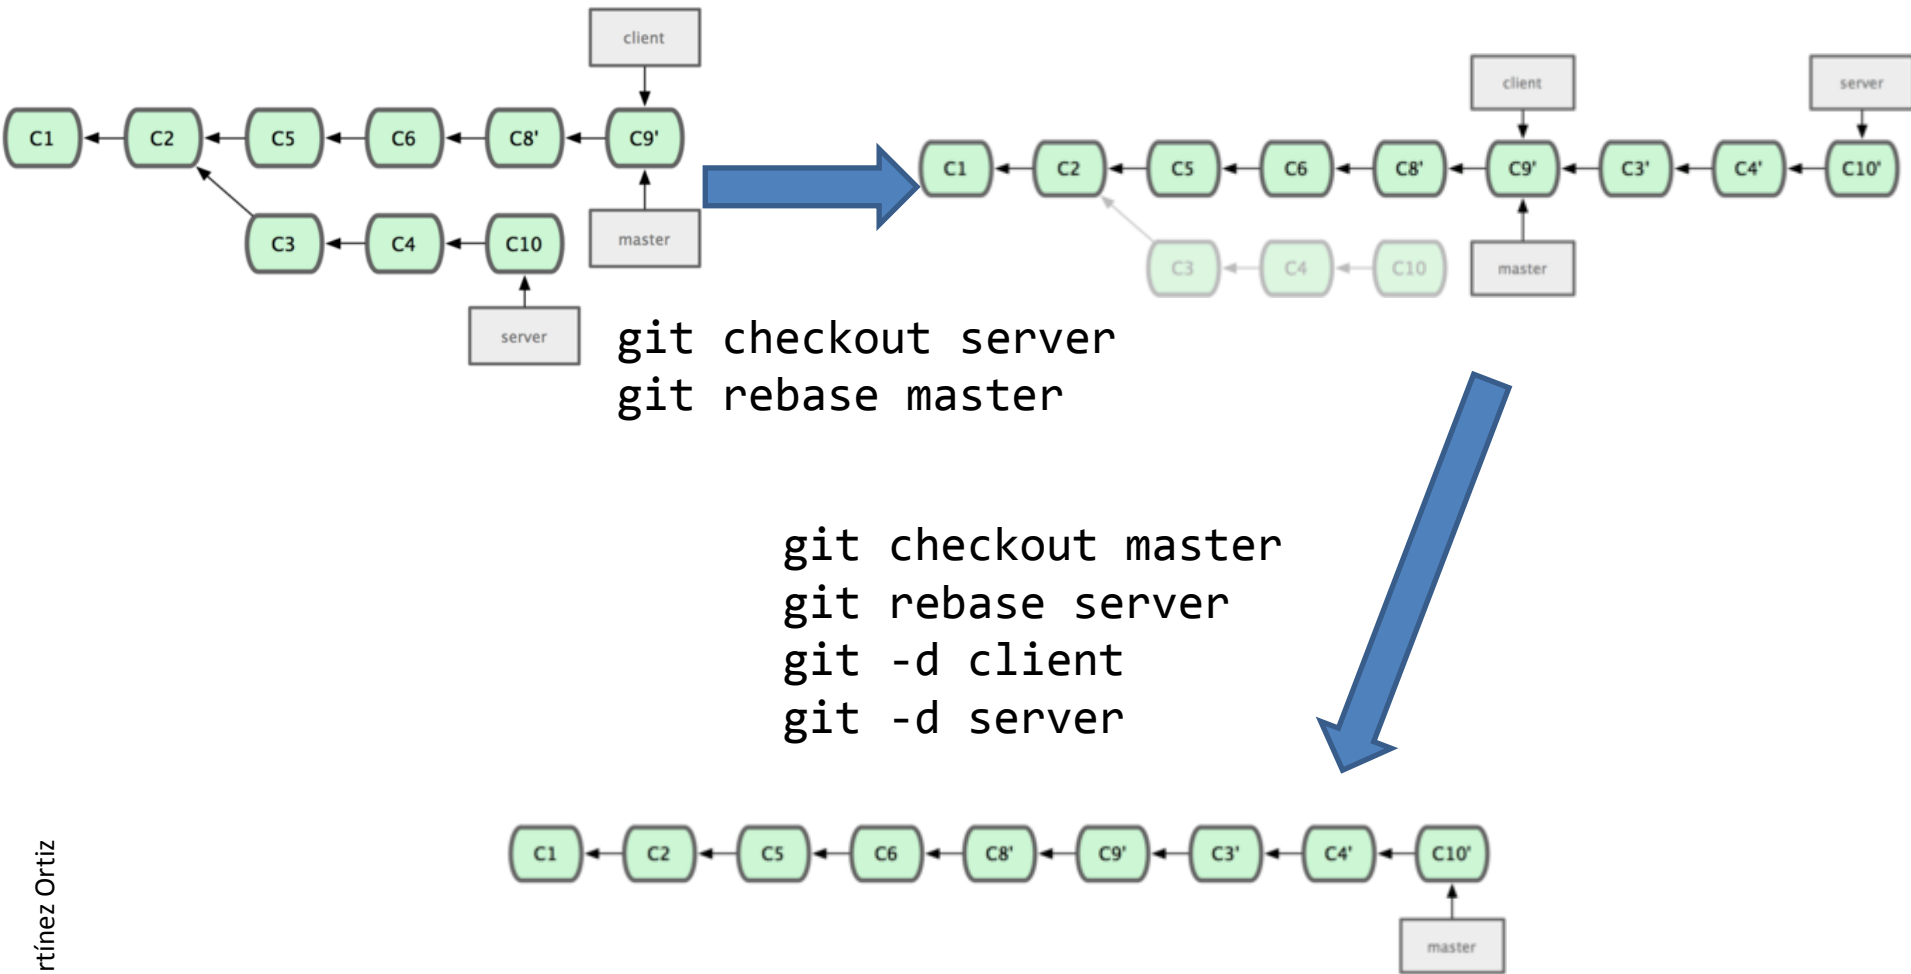 client
C1 C2 C5 C6 C8' C9'
C3 C4 C10
master
server
client
server
C1 C2 C5 C6 C8' C9' C3' C4' C10'
C3 C4 C10
master
git checkout server
git rebase master
git checkout master
git rebase server
git -d client
git -d server
C1 C2 C5 C6 C8' C9' C3' C4' C10'
master
rtínez Ortiz